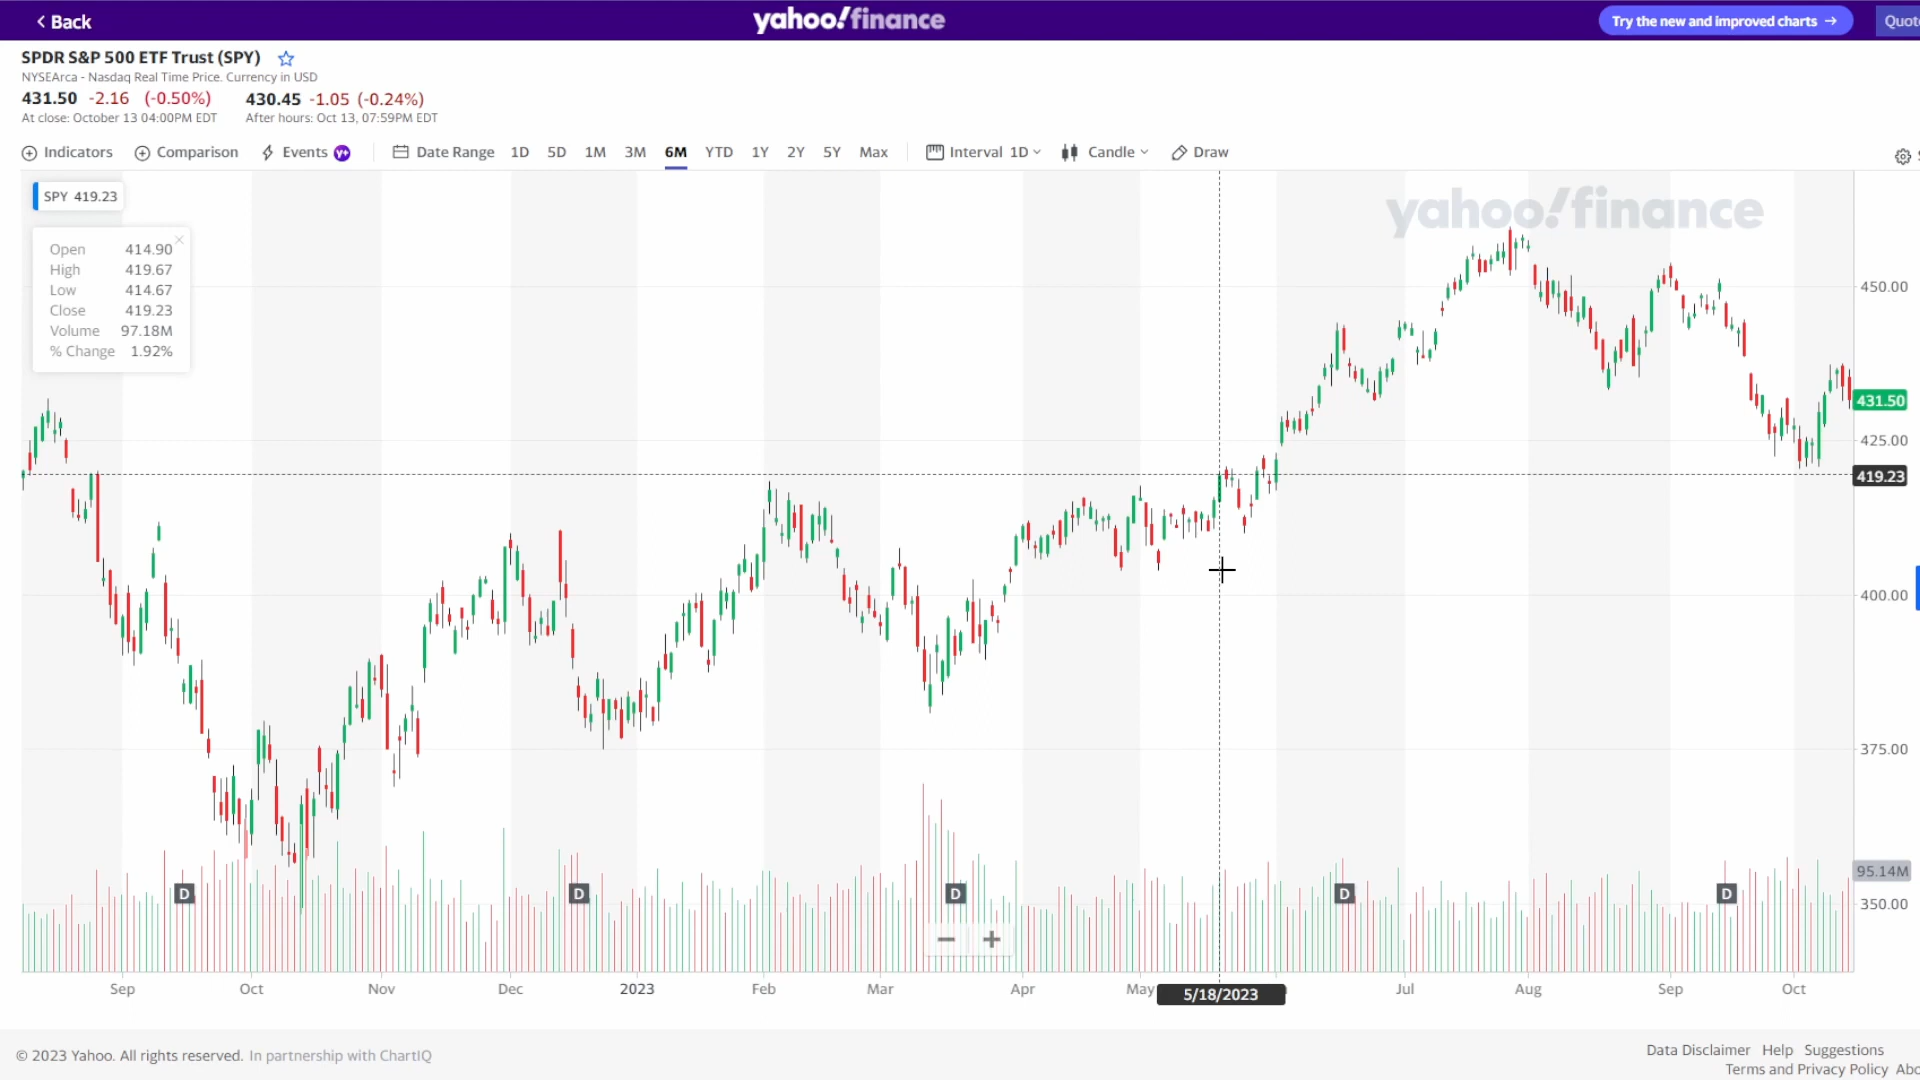 Back
yahoo!finance
Try the new and improved charts →
SPDR S&P 500 ETF Trust (SPY)
NYSEArca - Nasdaq Real Time Price. Currency in USD
431.50 -2.16 (-0.50%) 430.45 -1.05 (-0.24%)
At close: October 13 04:00PM EDT After hours: Oct 13, 07:59PM EDT
Indicators Comparison Events y+ Date Range 1D 5D 1M 3M 6M YTD 1Y 2Y 5Y Max Interval 1D Candle Draw
SPY 419.23
yahoo!finance
Open 414.90
High 419.67
Low 414.67
Close 419.23
Volume 97.18M
% Change 1.92%
450.00
431.50
425.00
419.23
400.00
375.00
95.14M
D D D D D
350.00
Sep Oct Nov Dec 2023 Feb Mar Apr May 5/18/2023 Jul Aug Sep Oct
© 2023 Yahoo. All rights reserved. In partnership with ChartIQ
Data Disclaimer Help Suggestions
Terms and Privacy Policy